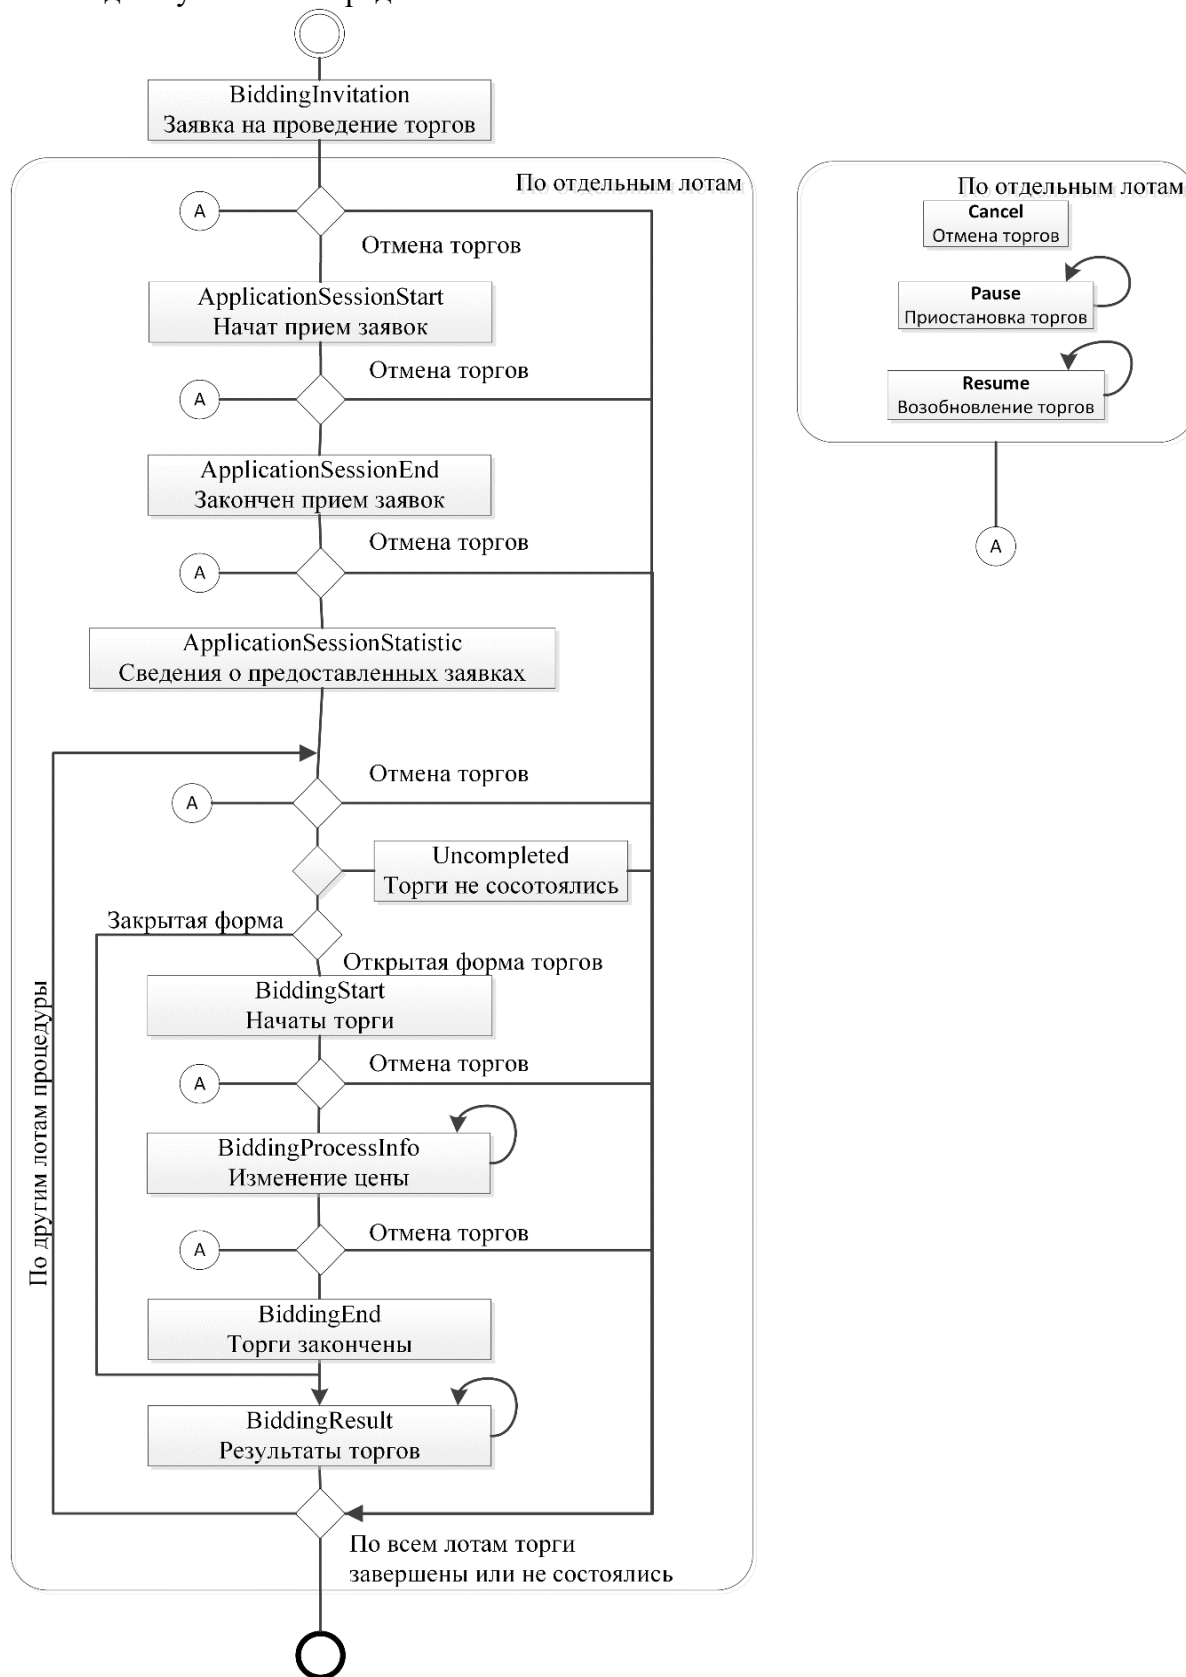 BiddingInvitation
Заявка на проведение торгов
По отдельным лотам
A
Отмена торгов
ApplicationSessionStart
Начат прием заявок
Отмена торгов
A
ApplicationSessionEnd
Закончен прием заявок
Отмена торгов
A
ApplicationSessionStatistic
Сведения о предоставленных заявках
Отмена торгов
A
Uncompleted
Торги не сосотоялись
Закрытая форма
Открытая форма торгов
BiddingStart
Начаты торги
Отмена торгов
A
BiddingProcessInfo
Изменение цены
Отмена торгов
A
BiddingEnd
Торги закончены
BiddingResult
Результаты торгов
По другим лотам процедуры
По всем лотам торги
завершены или не состоялись
По отдельным лотам
Cancel
Отмена торгов
Pause
Приостановка торгов
Resume
Возобновление торгов
A